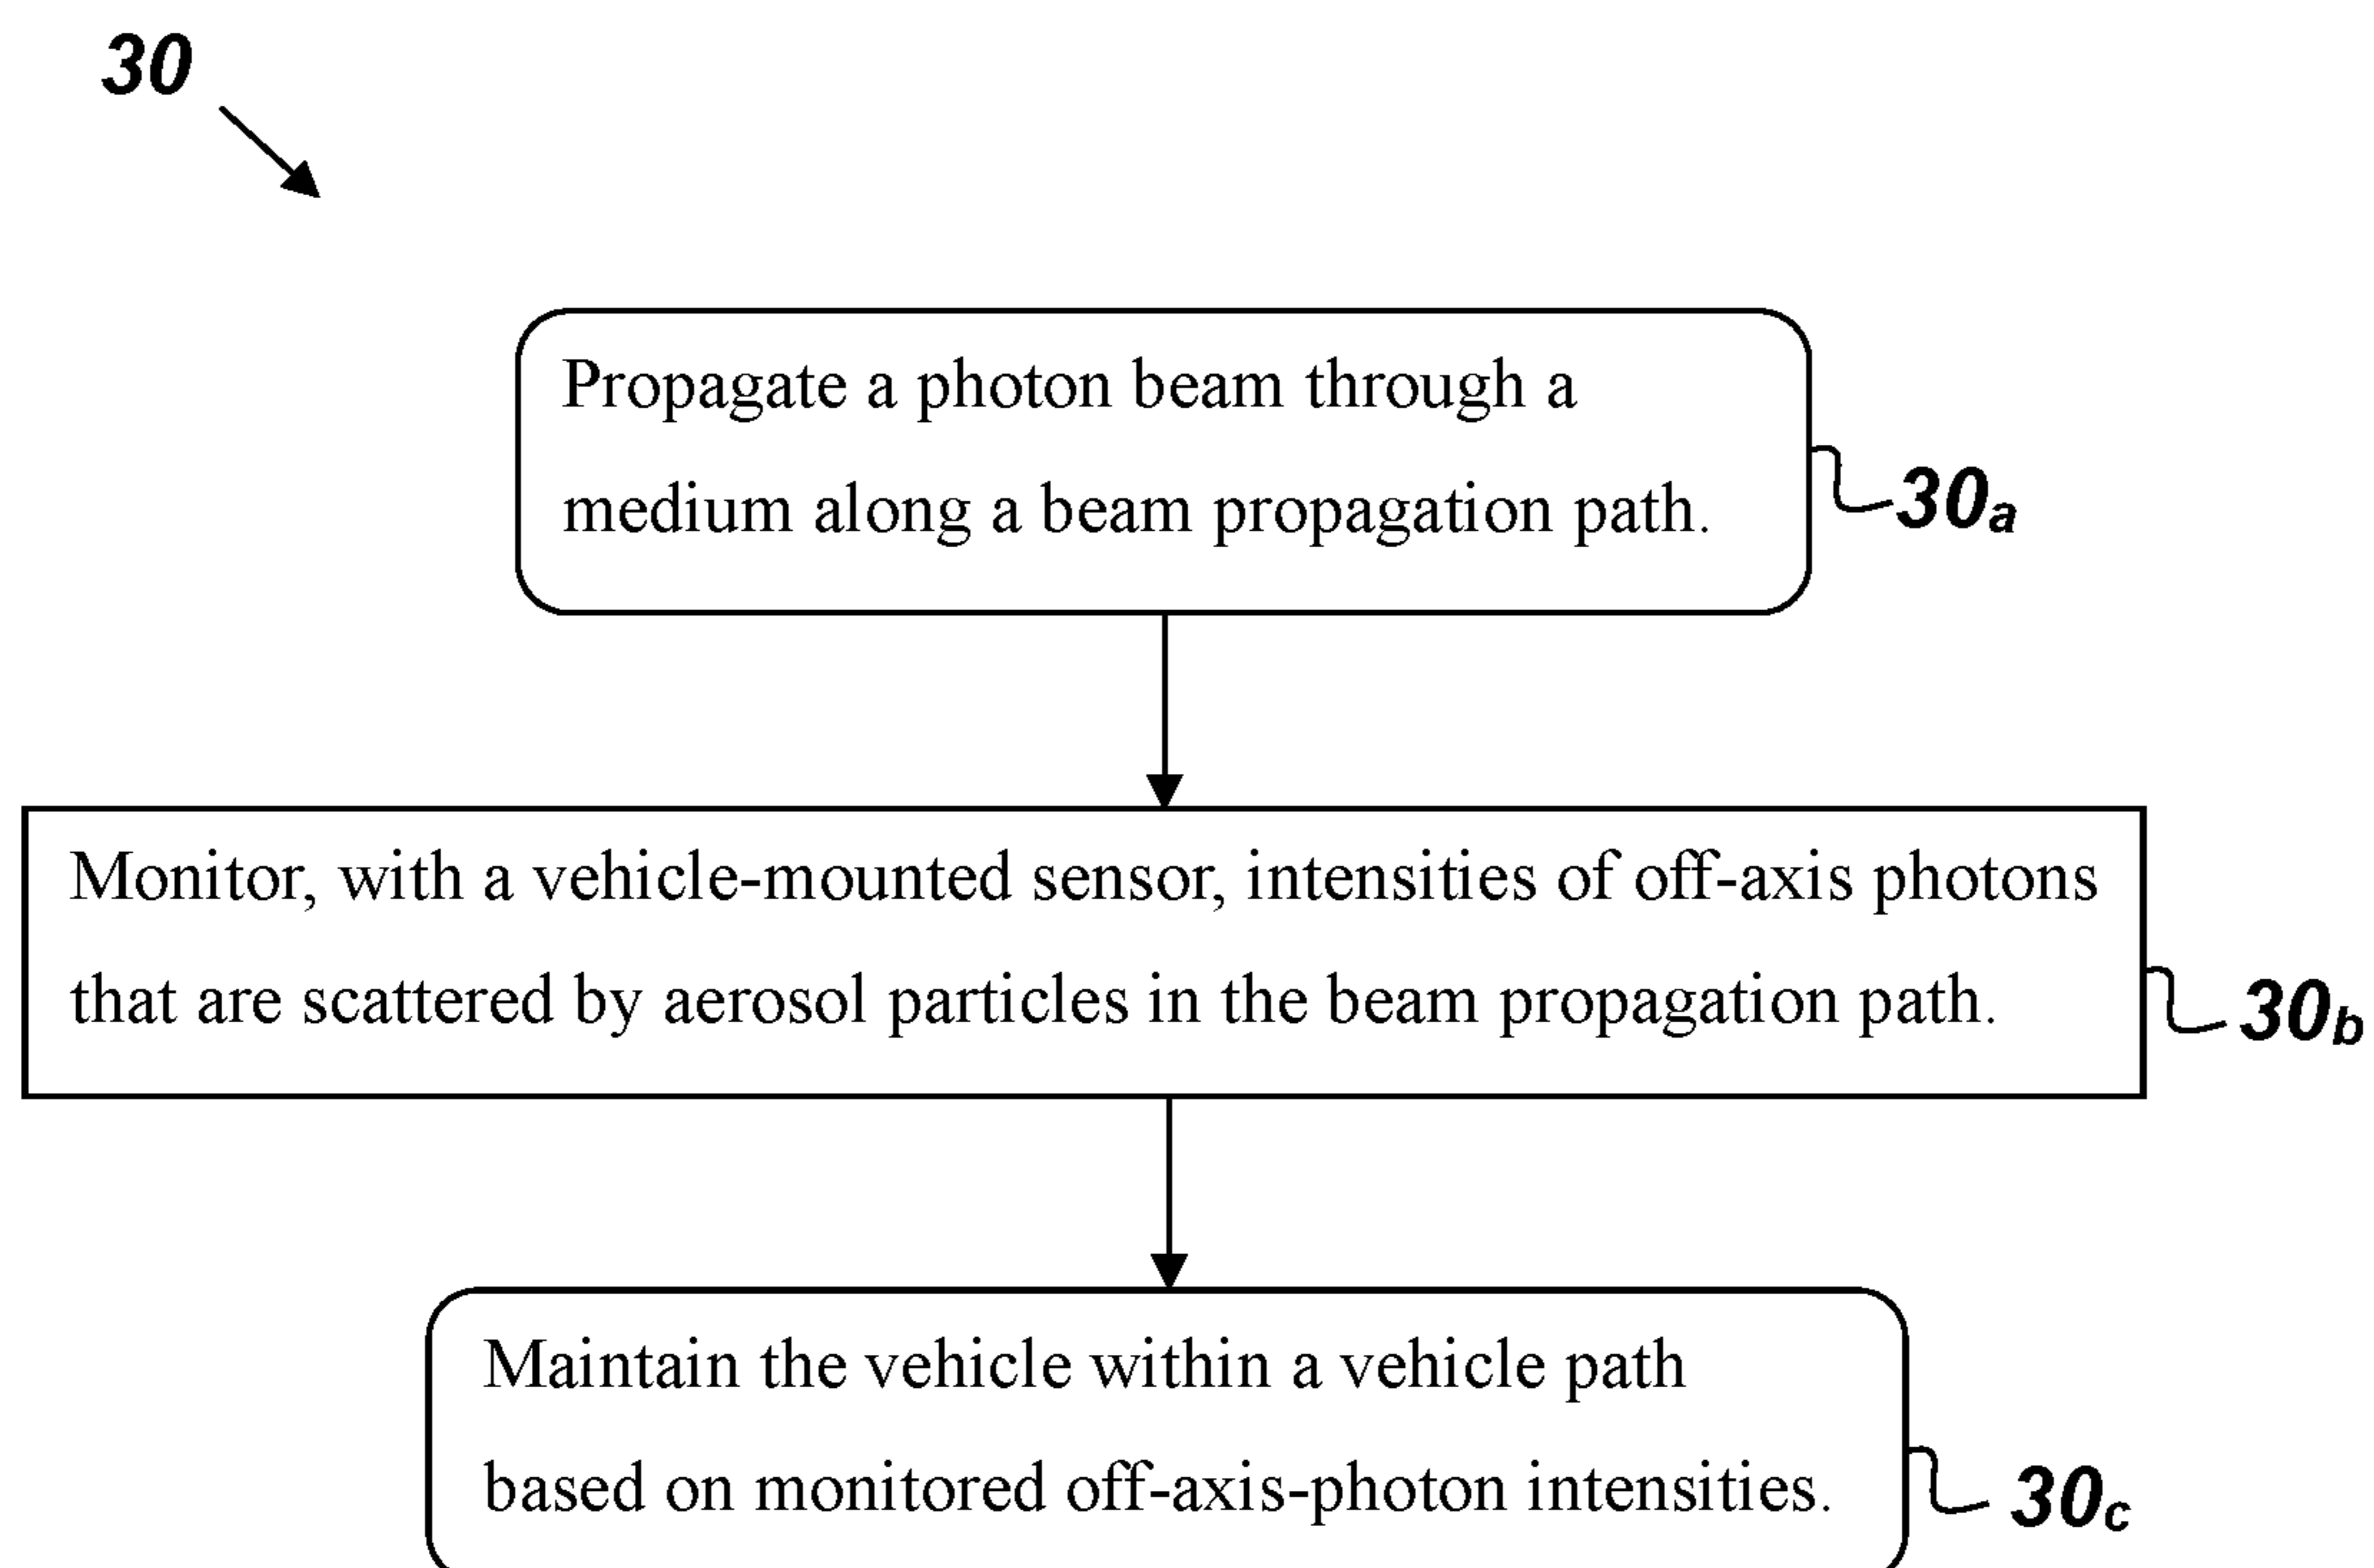 30
Propagate a photon beam through a
medium along a beam propagation path.
30a
Monitor, with a vehicle-mounted sensor, intensities of off-axis photons
that are scattered by aerosol particles in the beam propagation path.
30b
Maintain the vehicle within a vehicle path
based on monitored off-axis-photon intensities.
30c